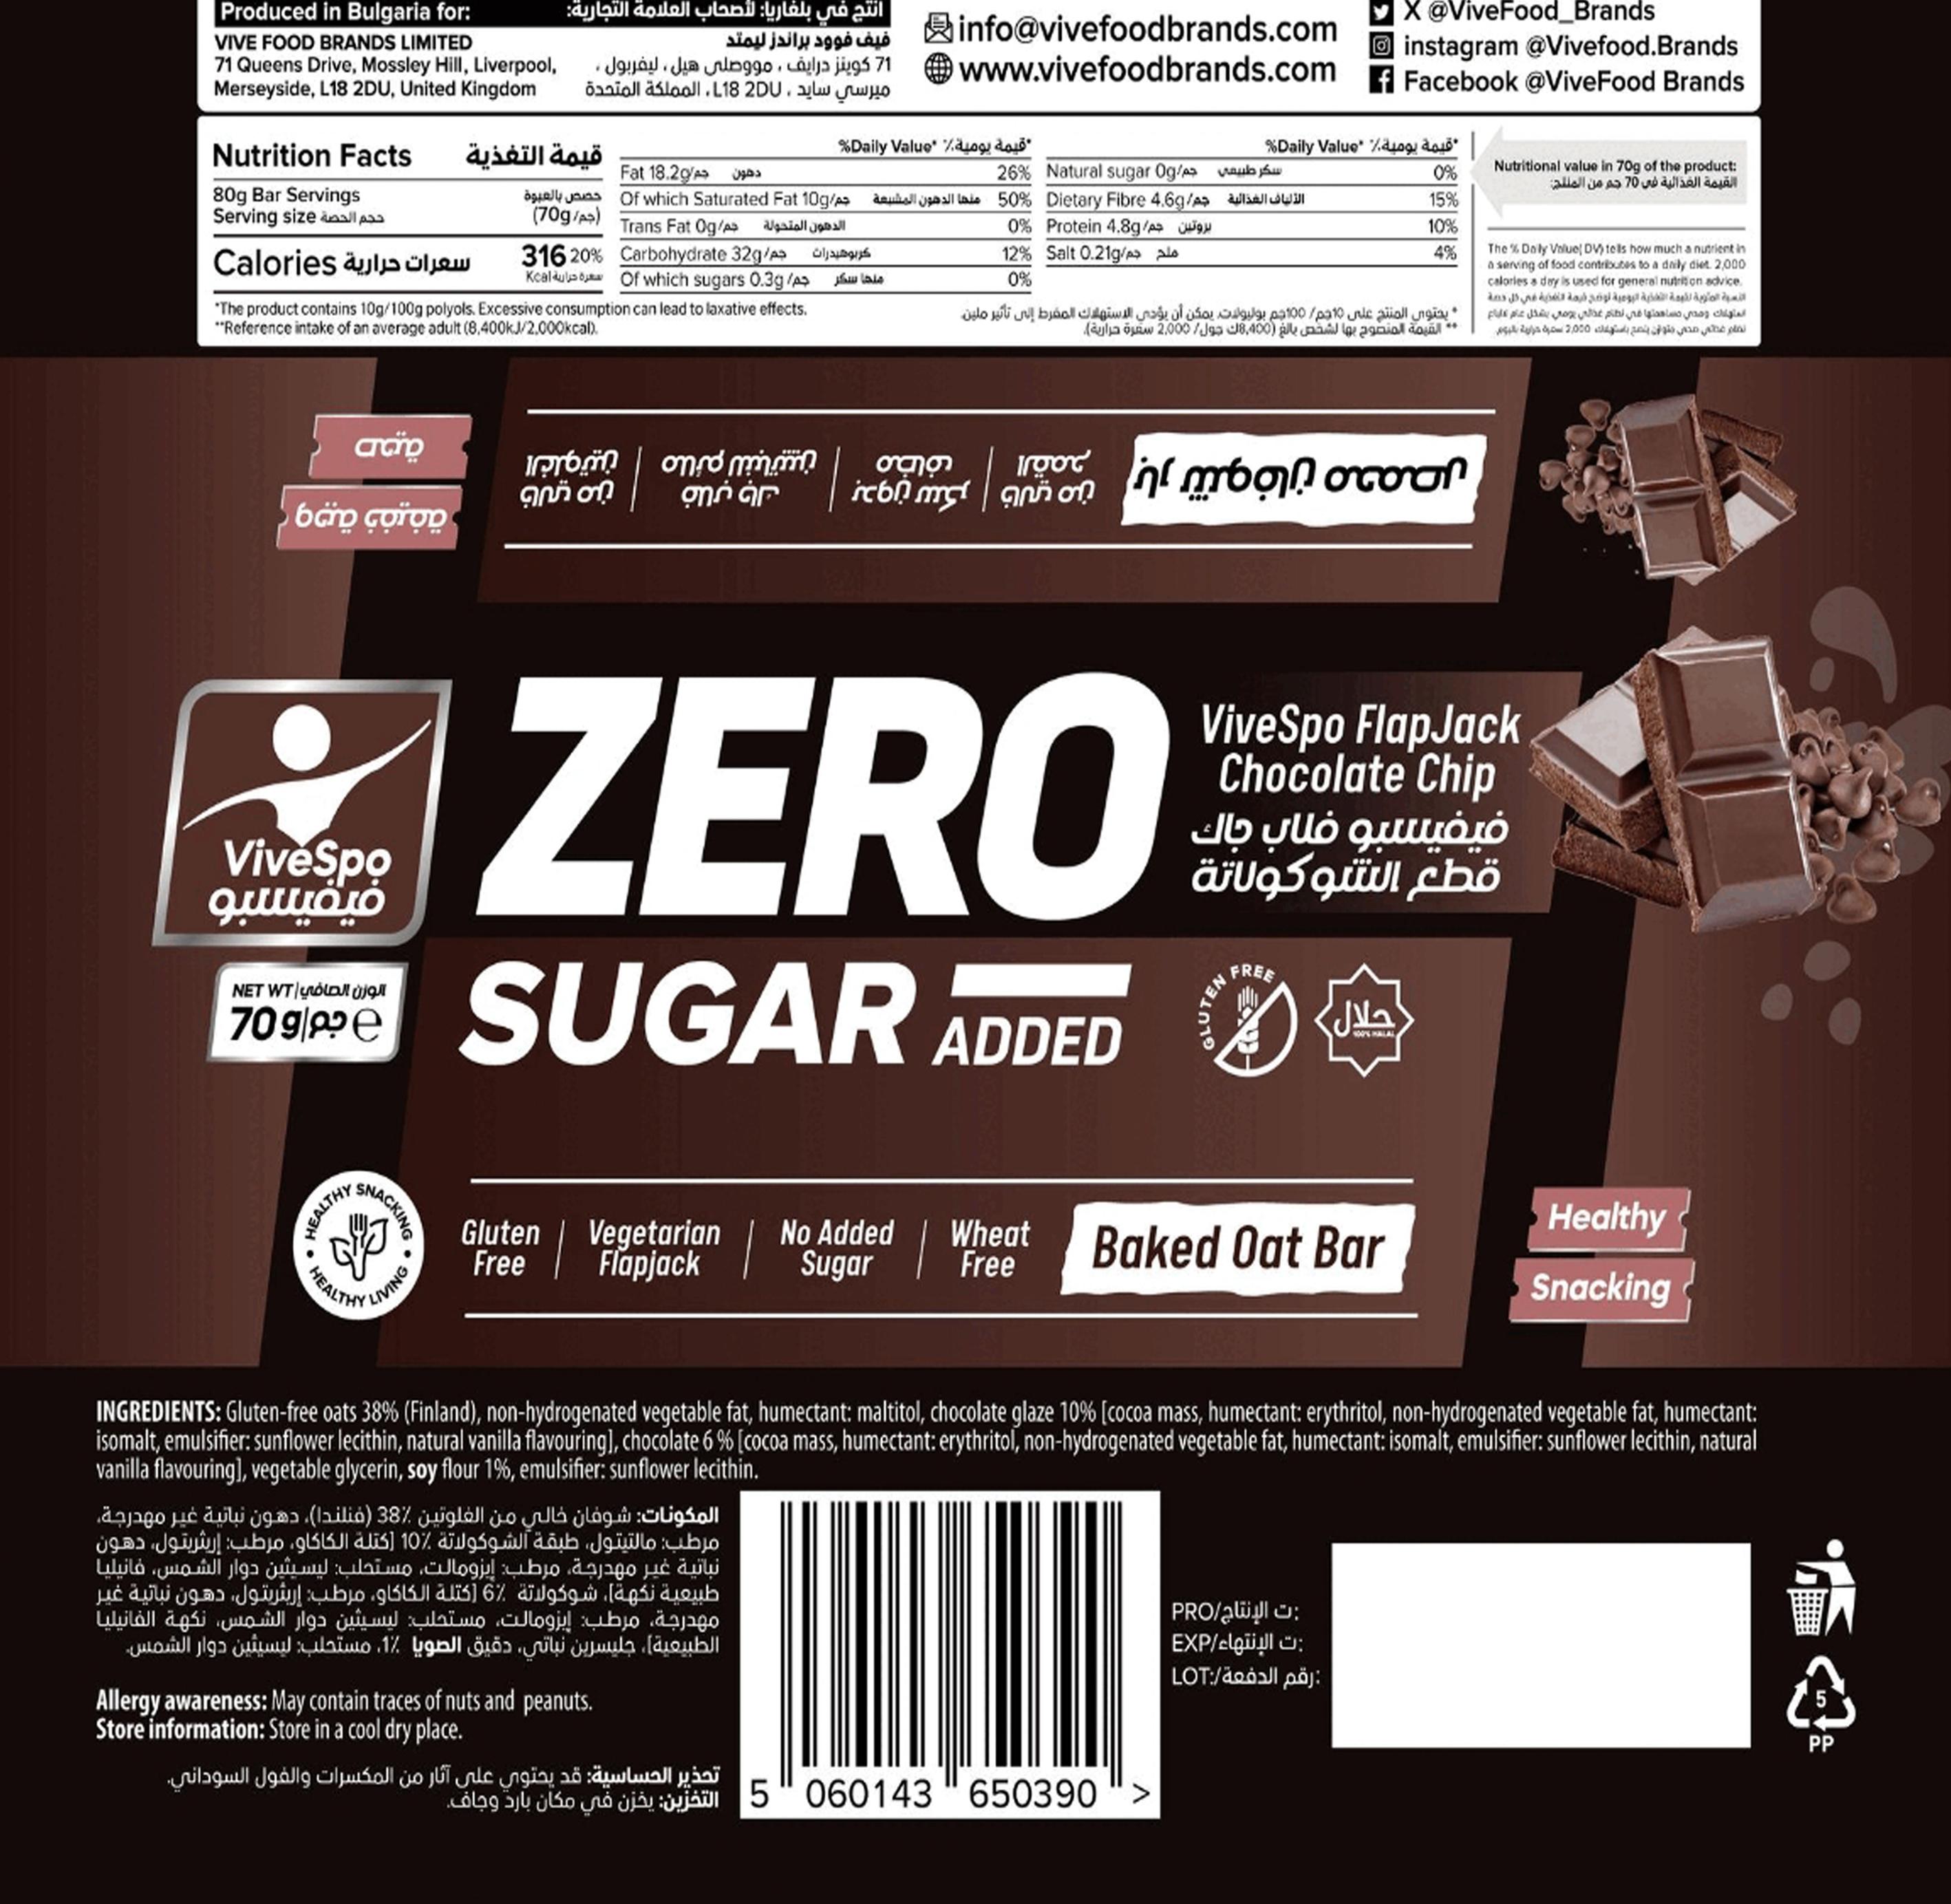 Produced in Bulgaria for:
أنتج في بلغاريا: لأصحاب العلامة التجارية:
VIVE FOOD BRANDS LIMITED
71 Queens Drive, Mossley Hill, Liverpool,
Merseyside, L18 2DU, United Kingdom
فيف فوود براندز ليمتد
71 كوينز درايف ، مووصلى هيل ، ليفربول ،
ميرسي سايد ، L18 2DU ، المملكة المتحدة
info@vivefoodbrands.com
www.vivefoodbrands.com
X @ViveFood_Brands
instagram @Vivefood.Brands
Facebook @ViveFood Brands
Nutrition Facts قيمة التغذية
80g Bar Servings حصص بالعبوة
Serving size حجم الحصة (70g/جم)
Calories سعرات حرارية 316 20%
Kcal سعرة حرارية
%Daily Value* قيمة يومية٪*
Fat 18.2g/جم دهون 26%
Of which Saturated Fat 10g/جم منها الدهون المشبعة 50%
Trans Fat 0g/جم الدهون المتحولة 0%
Carbohydrate 32g/جم كربوهيدرات 12%
Of which sugars 0.3g/جم منها سكر 0%
%Daily Value* قيمة يومية٪*
Natural sugar 0g/جم سكر طبيعي 0%
Dietary Fibre 4.6g/جم الألياف الغذائية 15%
Protein 4.8g/جم بروتين 10%
Salt 0.21g/جم ملح 4%
*The product contains 10g/100g polyols. Excessive consumption can lead to laxative effects.
**Reference intake of an average adult (8,400kJ/2,000kcal).
* يحتوي المنتج على 10جم/ 100جم بوليولات. يمكن أن يؤدي الاستهلاك المفرط إلى تأثير ملين.
** القيمة المنصوح بها لشخص بالغ (8,400ك جول/ 2,000 سعرة حرارية).
Nutritional value in 70g of the product:
القيمة الغذائية في 70 جم من المنتج:
The % Daily Value( DV) tells how much a nutrient in
a serving of food contributes to a daily diet. 2,000
calories a day is used for general nutrition advice.
ZERO
SUGAR ADDED
ViveSpo FlapJack
Chocolate Chip
فيفيسبو فلاب جاك
قطع الشوكولاتة
ViveSpo
فيفيسبو
NET WT|الوزن الصافي
70g|جم e
GLUTEN FREE
حلال
100% HALAL
HEALTHY SNACKING
HEALTHY LIVING
Gluten
Free
Vegetarian
Flapjack
No Added
Sugar
Wheat
Free
Baked Oat Bar
Healthy
Snacking
INGREDIENTS: Gluten-free oats 38% (Finland), non-hydrogenated vegetable fat, humectant: maltitol, chocolate glaze 10% [cocoa mass, humectant: erythritol, non-hydrogenated vegetable fat, humectant:
isomalt, emulsifier: sunflower lecithin, natural vanilla flavouring], chocolate 6 % [cocoa mass, humectant: erythritol, non-hydrogenated vegetable fat, humectant: isomalt, emulsifier: sunflower lecithin, natural
vanilla flavouring], vegetable glycerin, soy flour 1%, emulsifier: sunflower lecithin.
المكونات: شوفان خالي من الغلوتين 38٪ (فنلندا)، دهون نباتية غير مهدرجة،
مرطب: مالتيتول، طبقة الشوكولاتة 10٪ [كتلة الكاكاو، مرطب: إريثريتول، دهون
نباتية غير مهدرجة، مرطب: إيزومالت، مستحلب: ليسيثين دوار الشمس، فانيليا
طبيعية نكهة]، شوكولاتة 6٪ [كتلة الكاكاو، مرطب: إريثريتول، دهون نباتية غير
مهدرجة، مرطب: إيزومالت، مستحلب: ليسيثين دوار الشمس، نكهة الفانيليا
الطبيعية]، جليسرين نباتي، دقيق الصويا 1٪، مستحلب: ليسيثين دوار الشمس.
Allergy awareness: May contain traces of nuts and peanuts.
Store information: Store in a cool dry place.
تحذير الحساسية: قد يحتوي على آثار من المكسرات والفول السوداني.
التخزين: يخزن في مكان بارد وجاف.
5 060143 650390 >
PRO/ت الإنتاج:
EXP/ت الإنتهاء:
LOT:/رقم الدفعة:
5
PP